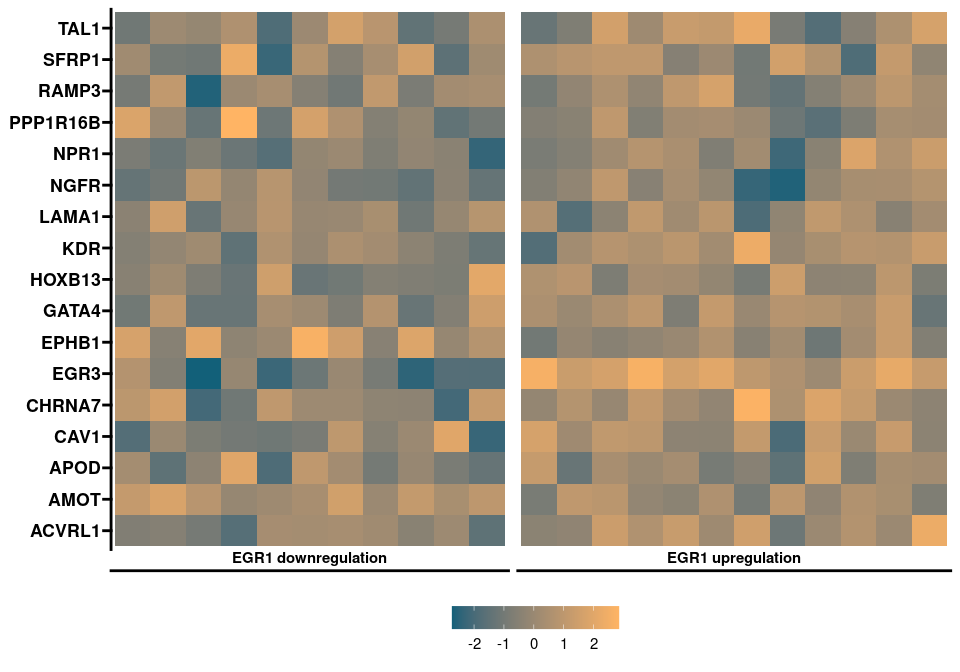 TAL1
SFRP1
RAMP3
PPP1R16B
NPR1
NGFR
LAMA1
KDR
HOXB13
GATA4
EPHB1
EGR3
CHRNA7
CAV1
APOD
AMOT
ACVRL1
EGR1 downregulation EGR1 upregulation
-2 -1 0 1 2